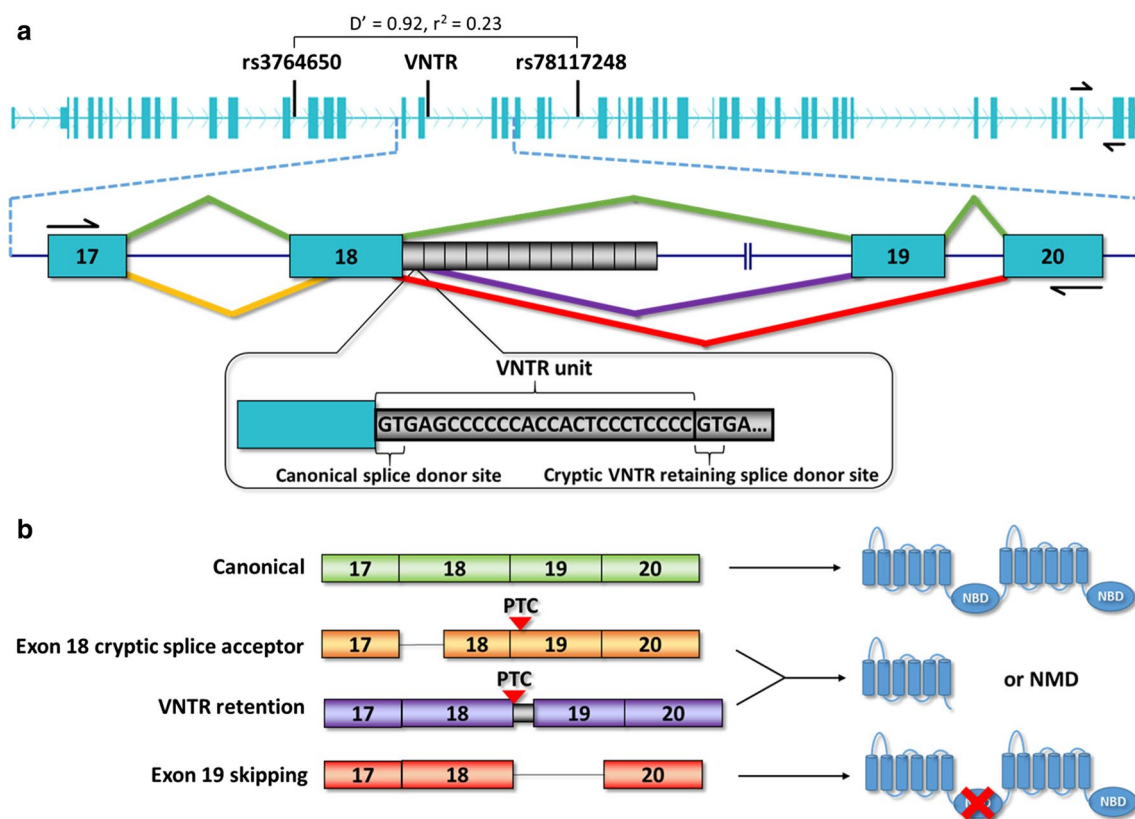 a
D' = 0.92, r² = 0.23
rs3764650 VNTR rs78117248
17 18 19 20
VNTR unit
GTGAGCCCCCCACCACTCCCTCCCC GTGA...
Canonical splice donor site Cryptic VNTR retaining splice donor site
b
Canonical 17 18 19 20 NBD NBD
PTC
Exon 18 cryptic splice acceptor 17 18 19 20
or NMD
PTC
VNTR retention 17 18 19 20
Exon 19 skipping 17 18 20 NBD